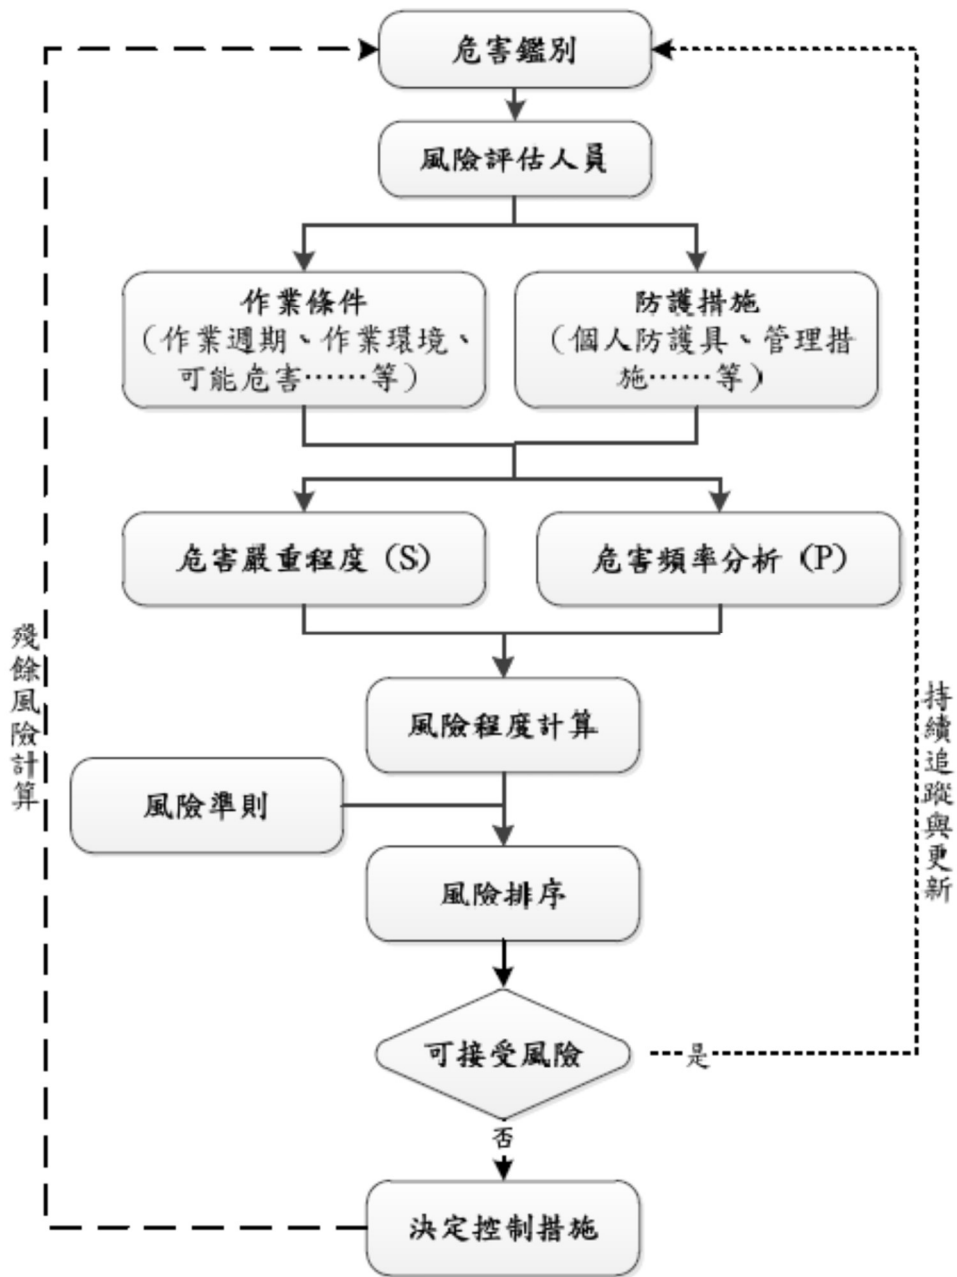 危害鑑別
風險評估人員
作業條件
（作業週期、作業環境、
可能危害……等）
防護措施
（個人防護具、管理措
施……等）
危害嚴重程度（S）
危害頻率分析（P）
風險程度計算
風險準則
風險排序
可接受風險
是
否
決定控制措施
殘餘風險計算
持續追蹤與更新